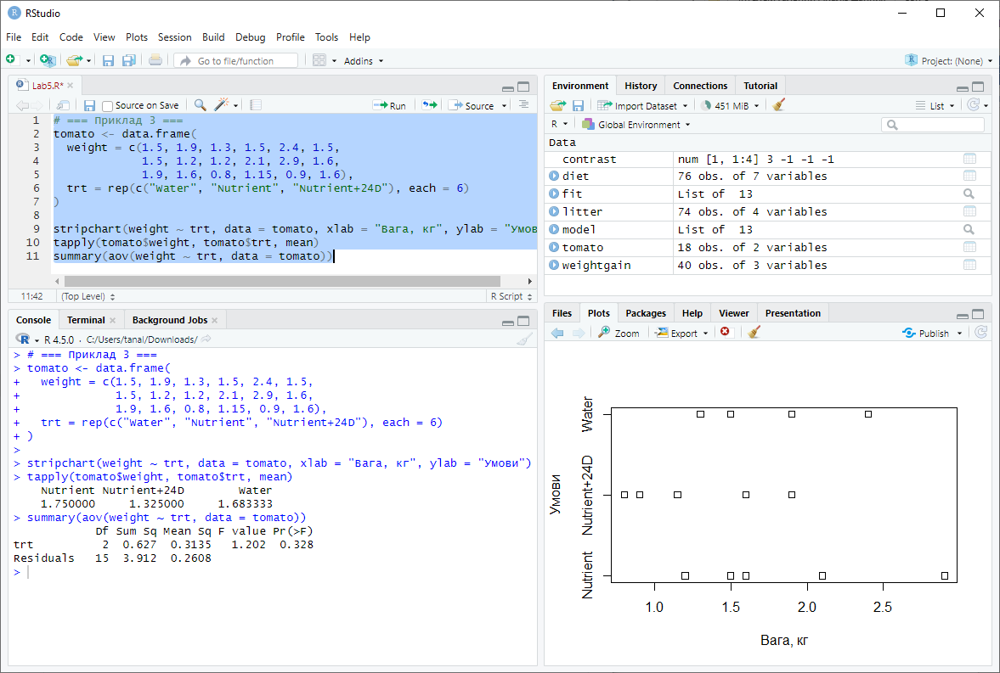 RStudio
File Edit Code View Plots Session Build Debug Profile Tools Help
Go to file/function Addins Project: (None)
Lab5.R*
Source on Save Run Source
1 # === Приклад 3 ===
2 tomato <- data.frame(
3   weight = c(1.5, 1.9, 1.3, 1.5, 2.4, 1.5,
4              1.5, 1.2, 1.2, 2.1, 2.9, 1.6,
5              1.9, 1.6, 0.8, 1.15, 0.9, 1.6),
6   trt = rep(c("Water", "Nutrient", "Nutrient+24D"), each = 6)
7 )
8
9 stripchart(weight ~ trt, data = tomato, xlab = "Вага, кг", ylab = "Умов
10 tapply(tomato$weight, tomato$trt, mean)
11 summary(aov(weight ~ trt, data = tomato))
11:42 (Top Level) R Script
Console Terminal Background Jobs
R R 4.5.0 · C:/Users/tanal/Downloads/
> # === Приклад 3 ===
> tomato <- data.frame(
+   weight = c(1.5, 1.9, 1.3, 1.5, 2.4, 1.5,
+              1.5, 1.2, 1.2, 2.1, 2.9, 1.6,
+              1.9, 1.6, 0.8, 1.15, 0.9, 1.6),
+   trt = rep(c("Water", "Nutrient", "Nutrient+24D"), each = 6)
+ )
>
> stripchart(weight ~ trt, data = tomato, xlab = "Вага, кг", ylab = "Умови")
> tapply(tomato$weight, tomato$trt, mean)
    Nutrient Nutrient+24D        Water
    1.750000     1.325000     1.683333
> summary(aov(weight ~ trt, data = tomato))
            Df Sum Sq Mean Sq F value Pr(>F)
trt          2  0.627  0.3135   1.202  0.328
Residuals   15  3.912  0.2608
>
Environment History Connections Tutorial
Import Dataset 451 MiB List
R Global Environment
Data
contrast num [1, 1:4] 3 -1 -1 -1
diet 76 obs. of 7 variables
fit List of  13
litter 74 obs. of 4 variables
model List of  13
tomato 18 obs. of 2 variables
weightgain 40 obs. of 3 variables
Files Plots Packages Help Viewer Presentation
Zoom Export Publish
Умови
Water
Nutrient+24D
Nutrient
1.0 1.5 2.0 2.5
Вага, кг